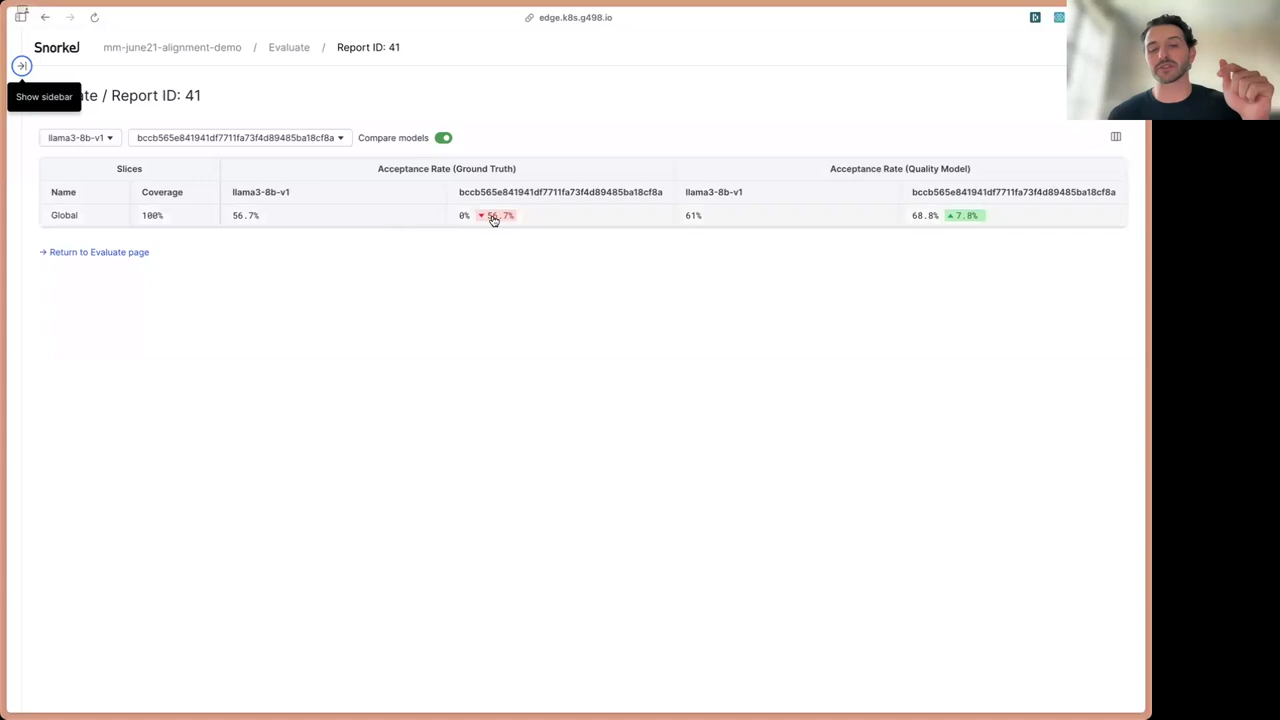 edge.k8s.g498.io
Snorkel mm-june21-alignment-demo / Evaluate / Report ID: 41
Show sidebar
ate / Report ID: 41
llama3-8b-v1 bccb565e841941df7711fa73f4d89485ba18cf8a Compare models
Slices Acceptance Rate (Ground Truth) Acceptance Rate (Quality Model)
Name Coverage llama3-8b-v1 bccb565e841941df7711fa73f4d89485ba18cf8a llama3-8b-v1 bccb565e841941df7711fa73f4d89485ba18cf8a
Global 100% 56.7% 0% 56.7% 61% 68.8% 7.8%
→ Return to Evaluate page